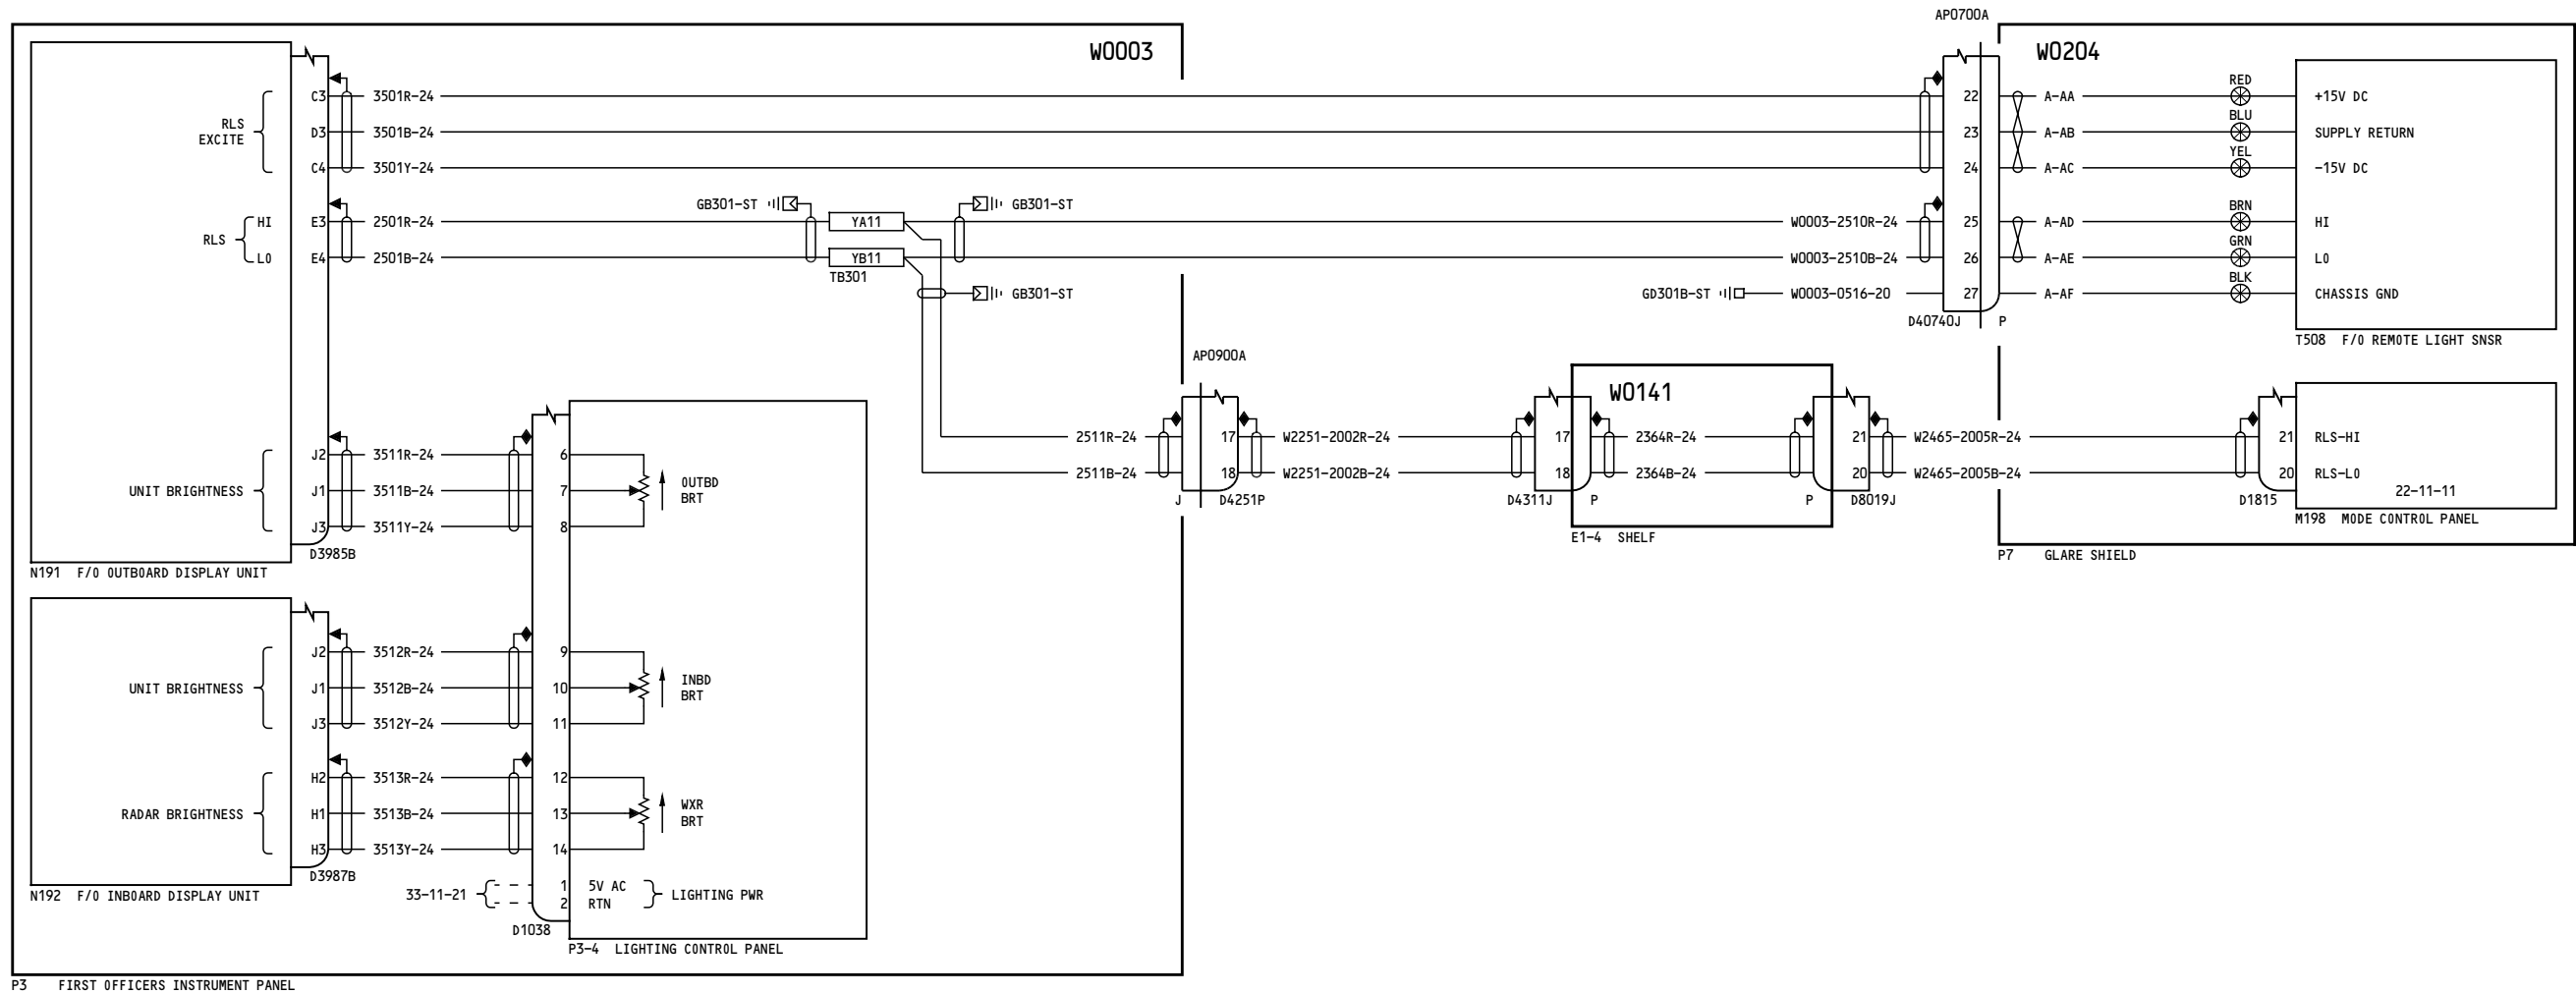 AP0700A
W0003
W0204
RLS
EXCITE
C3 3501R-24
22 A-AA RED +15V DC
D3 3501B-24
23 A-AB BLU SUPPLY RETURN
C4 3501Y-24
24 A-AC YEL -15V DC
GB301-ST
GB301-ST
RLS
HI E3 2501R-24 YA11 W0003-2510R-24 25 A-AD BRN HI
LO E4 2501B-24 YB11 W0003-2510B-24 26 A-AE GRN LO
TB301
GB301-ST
GD301B-ST W0003-0516-20 27 A-AF BLK CHASSIS GND
D40740J P
T508 F/O REMOTE LIGHT SNSR
AP0900A
W0141
2511R-24 17 W2251-2002R-24 17 2364R-24 21 W2465-2005R-24 21 RLS-HI
2511B-24 18 W2251-2002B-24 18 2364B-24 20 W2465-2005B-24 20 RLS-LO
22-11-11
J D4251P D4311J P P D8019J D1815
M198 MODE CONTROL PANEL
E1-4 SHELF
P7 GLARE SHIELD
UNIT BRIGHTNESS
J2 3511R-24 6
J1 3511B-24 7
J3 3511Y-24 8
OUTBD
BRT
D3985B
N191 F/O OUTBOARD DISPLAY UNIT
UNIT BRIGHTNESS
J2 3512R-24 9
J1 3512B-24 10
J3 3512Y-24 11
INBD
BRT
RADAR BRIGHTNESS
H2 3513R-24 12
H1 3513B-24 13
H3 3513Y-24 14
WXR
BRT
D3987B
N192 F/O INBOARD DISPLAY UNIT
33-11-21
1 5V AC
2 RTN
LIGHTING PWR
D1038
P3-4 LIGHTING CONTROL PANEL
P3 FIRST OFFICERS INSTRUMENT PANEL